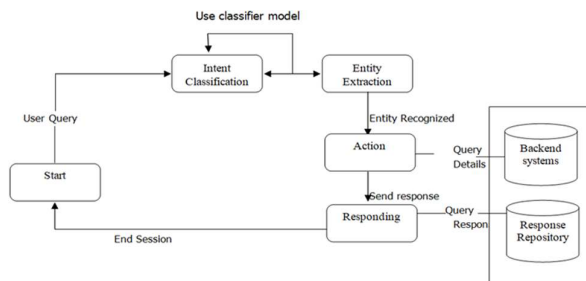 Use classifier model
Intent
Classification
Entity
Extraction
User Query
Entity Recognized
Start
Action
Query
Details
Backend
systems
Send response
Responding
Query
Respon
Response
Repository
End Session